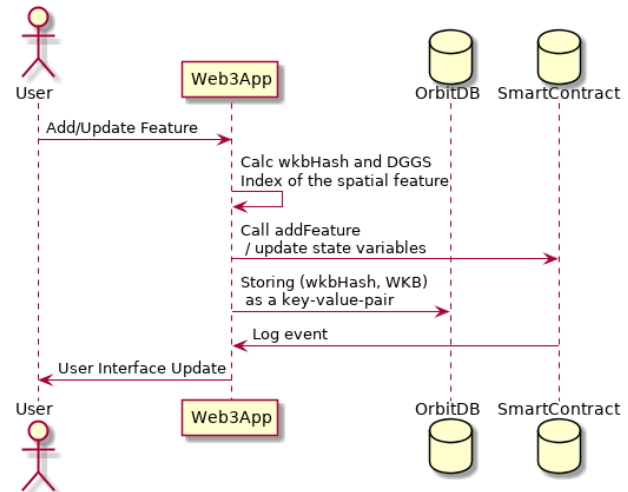 User
Web3App
OrbitDB
SmartContract
Add/Update Feature
Calc wkbHash and DGGS
Index of the spatial feature
Call addFeature
/ update state variables
Storing (wkbHash, WKB)
as a key-value-pair
Log event
User Interface Update
User
Web3App
OrbitDB
SmartContract